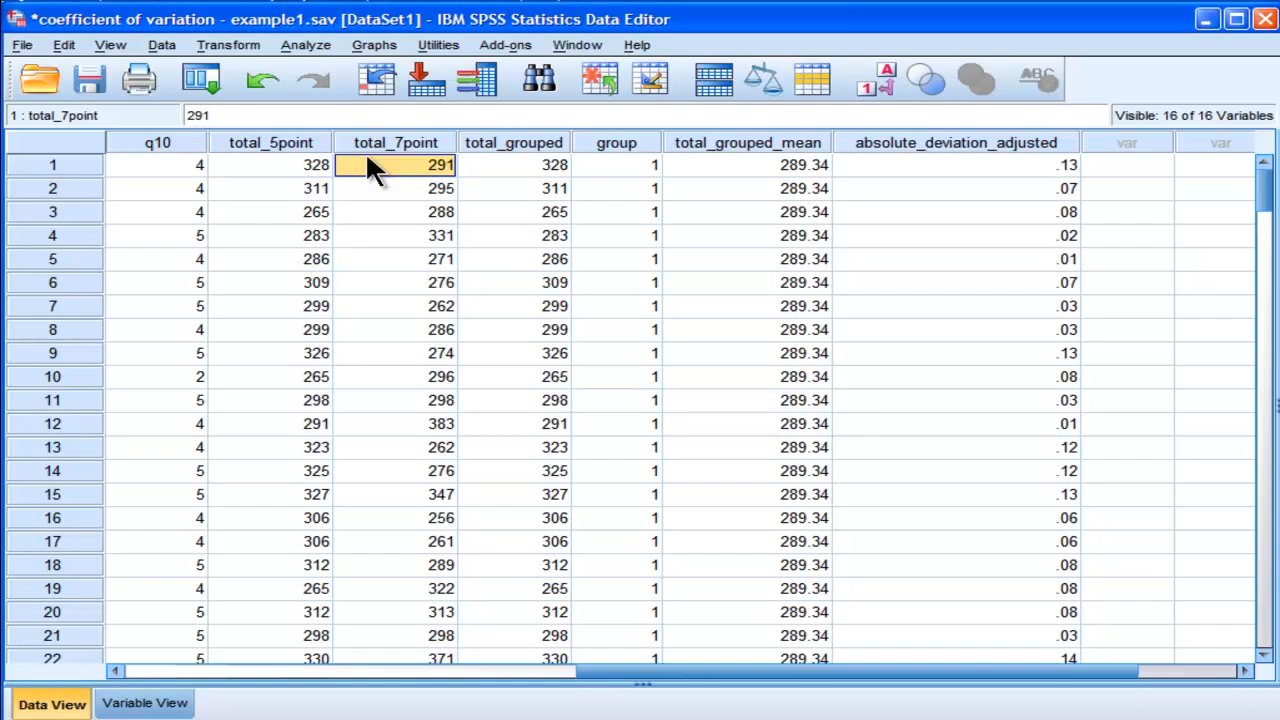 *coefficient of variation - example1.sav [DataSet1] - IBM SPSS Statistics Data Editor
File Edit View Data Transform Analyze Graphs Utilities Add-ons Window Help
1 : total_7point 291 Visible: 16 of 16 Variables
q10 total_5point total_7point total_grouped group total_grouped_mean absolute_deviation_adjusted var var
1 4 328 291 328 1 289.34 .13
2 4 311 295 311 1 289.34 .07
3 4 265 288 265 1 289.34 .08
4 5 283 331 283 1 289.34 .02
5 4 286 271 286 1 289.34 .01
6 5 309 276 309 1 289.34 .07
7 5 299 262 299 1 289.34 .03
8 4 299 286 299 1 289.34 .03
9 5 326 274 326 1 289.34 .13
10 2 265 296 265 1 289.34 .08
11 5 298 298 298 1 289.34 .03
12 4 291 383 291 1 289.34 .01
13 4 323 262 323 1 289.34 .12
14 5 325 276 325 1 289.34 .12
15 5 327 347 327 1 289.34 .13
16 4 306 256 306 1 289.34 .06
17 4 306 261 306 1 289.34 .06
18 5 312 289 312 1 289.34 .08
19 4 265 322 265 1 289.34 .08
20 5 312 313 312 1 289.34 .08
21 5 298 298 298 1 289.34 .03
22 5 330 371 330 1 289.34 .14
Data View Variable View